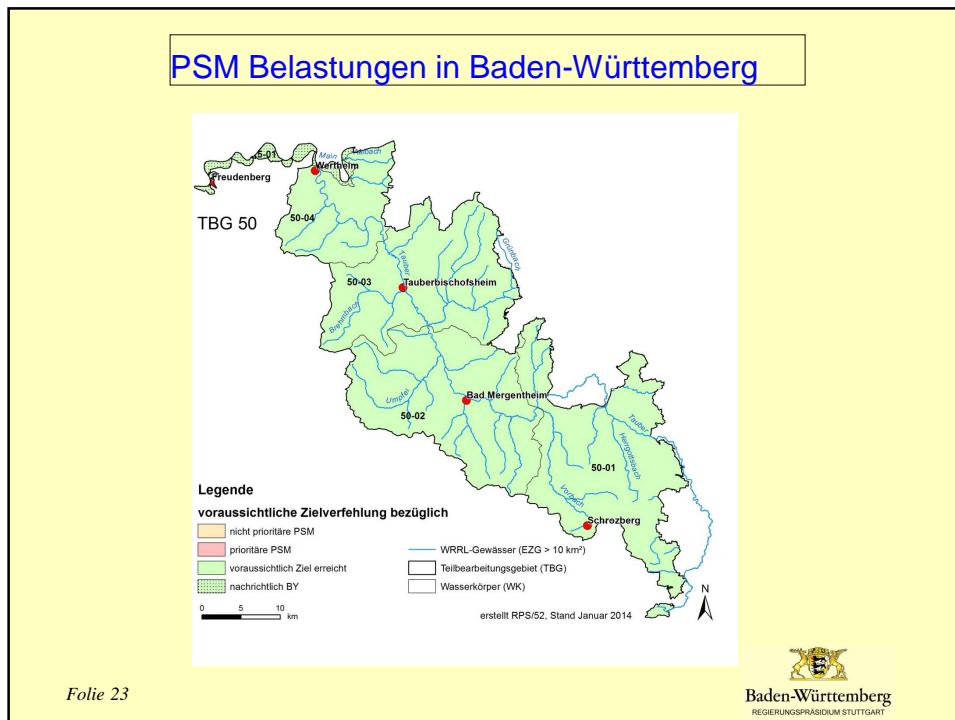 PSM Belastungen in Baden-Württemberg
5-01
Main
Wertheim
Freudenberg
TBG 50
50-04
Grünbach
Tauber
50-03
Tauberbischofsheim
Brehmbach
Bad Mergentheim
Umpfer
50-02
Tauber
Herrgottsbach
50-01
Vorbach
Schrozberg
Legende
voraussichtliche Zielverfehlung bezüglich
nicht prioritäre PSM
prioritäre PSM
voraussichtlich Ziel erreicht
nachrichtlich BY
WRRL-Gewässer (EZG > 10 km²)
Teilbearbeitungsgebiet (TBG)
Wasserkörper (WK)
0 5 10
km
erstellt RPS/52, Stand Januar 2014
N
Folie 23
Baden-Württemberg
REGIERUNGSPRÄSIDIUM STUTTGART